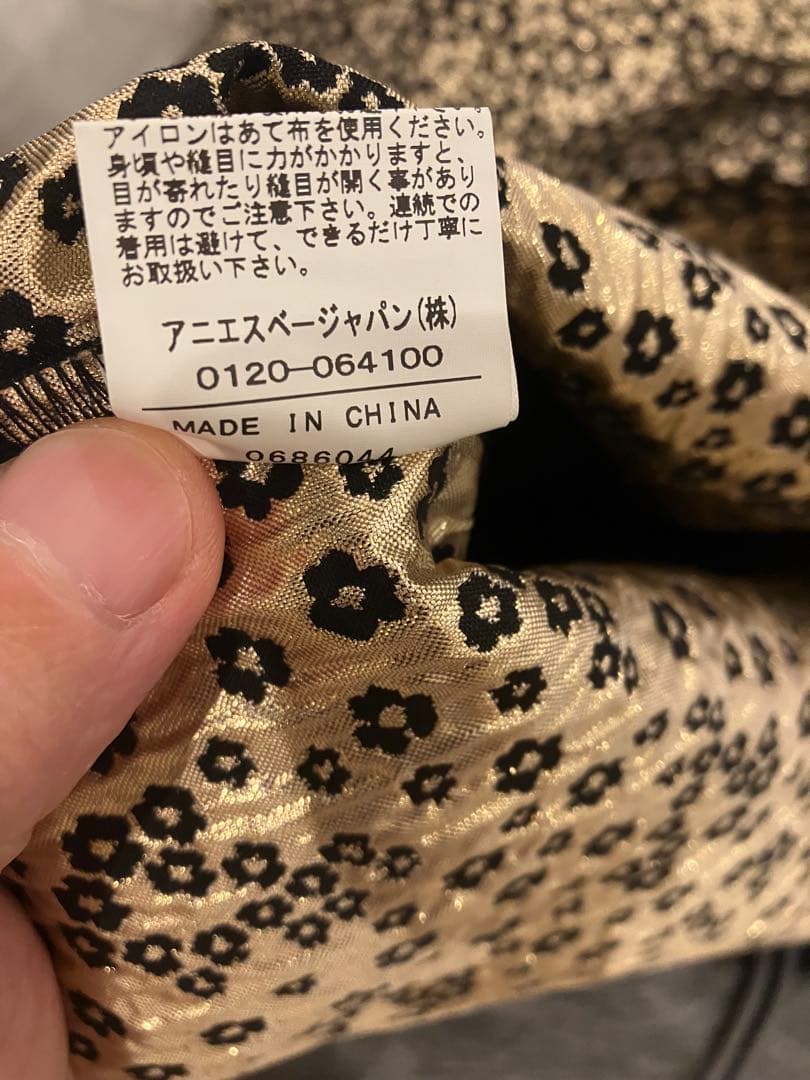 アイロンはあて布を使用ください。
身頃や縫目に力がかかりますと、
目が寄れたり縫目が開く事があり
ますのでご注意下さい。連続での
着用は避けて、できるだけ丁寧に
お取扱い下さい。
アニエスベージャパン(株)
0120-064100
MADE IN CHINA
0686044